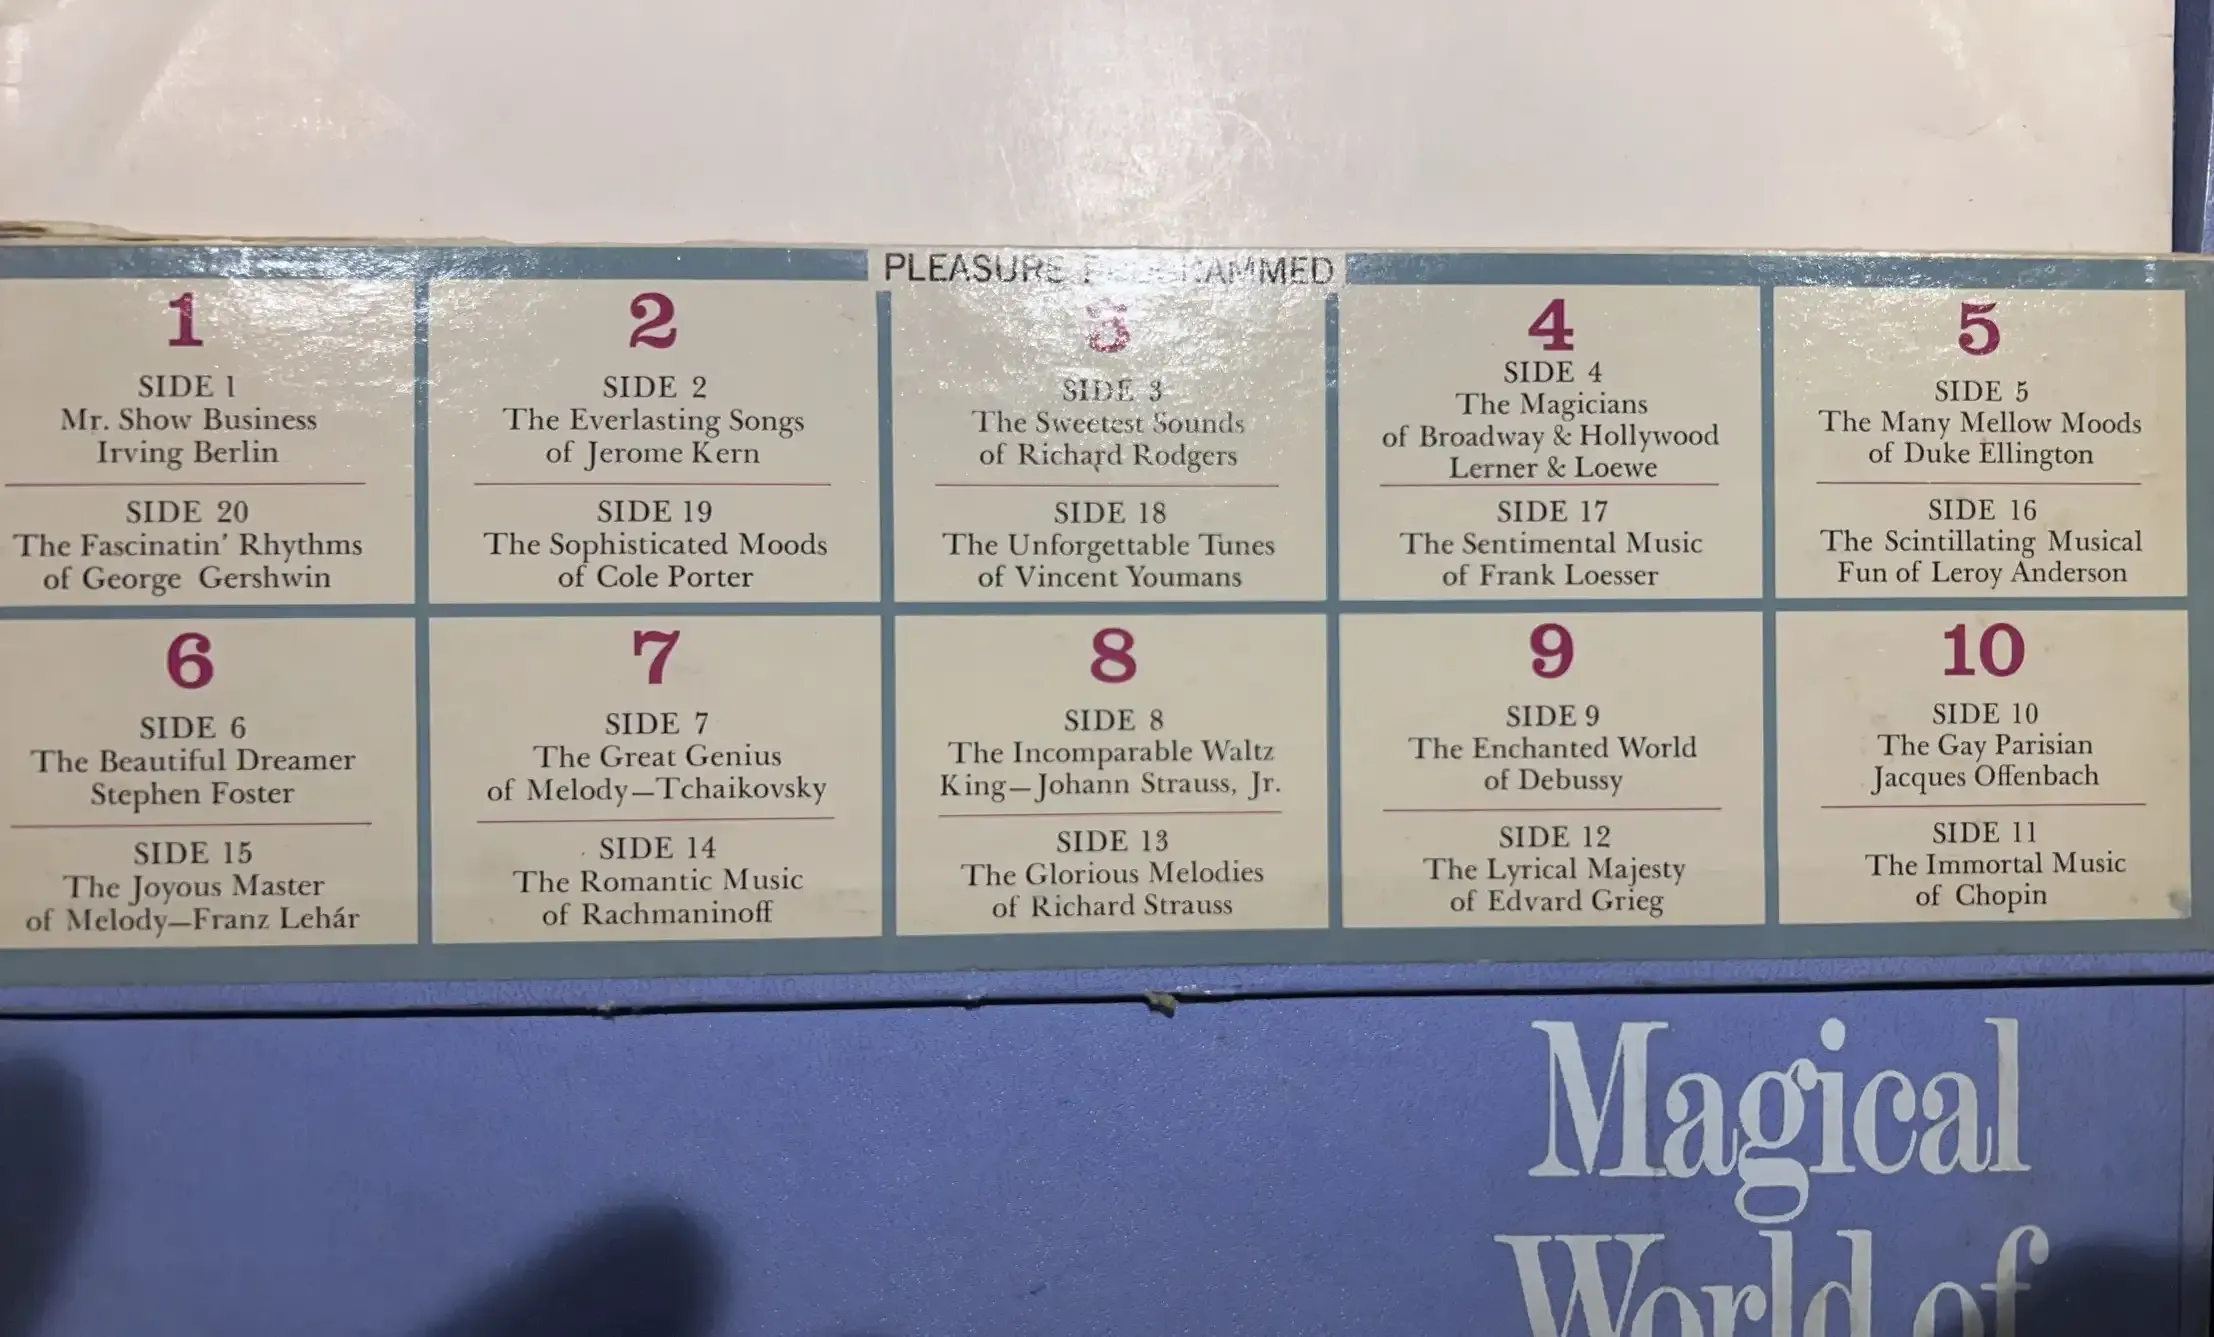 PLEASURE PROGRAMMED
1
SIDE 1
Mr. Show Business
Irving Berlin
SIDE 20
The Fascinatin' Rhythms
of George Gershwin
2
SIDE 2
The Everlasting Songs
of Jerome Kern
SIDE 19
The Sophisticated Moods
of Cole Porter
3
SIDE 3
The Sweetest Sounds
of Richard Rodgers
SIDE 18
The Unforgettable Tunes
of Vincent Youmans
4
SIDE 4
The Magicians
of Broadway & Hollywood
Lerner & Loewe
SIDE 17
The Sentimental Music
of Frank Loesser
5
SIDE 5
The Many Mellow Moods
of Duke Ellington
SIDE 16
The Scintillating Musical
Fun of Leroy Anderson
6
SIDE 6
The Beautiful Dreamer
Stephen Foster
SIDE 15
The Joyous Master
of Melody—Franz Lehár
7
SIDE 7
The Great Genius
of Melody—Tchaikovsky
SIDE 14
The Romantic Music
of Rachmaninoff
8
SIDE 8
The Incomparable Waltz
King—Johann Strauss, Jr.
SIDE 13
The Glorious Melodies
of Richard Strauss
9
SIDE 9
The Enchanted World
of Debussy
SIDE 12
The Lyrical Majesty
of Edvard Grieg
10
SIDE 10
The Gay Parisian
Jacques Offenbach
SIDE 11
The Immortal Music
of Chopin
Magical
World of